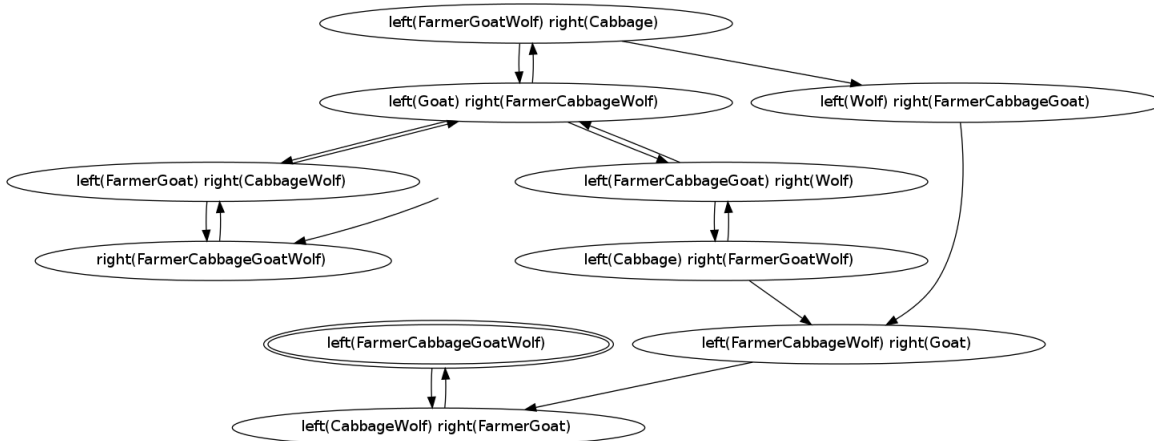 left(FarmerGoatWolf) right(Cabbage)
left(Goat) right(FarmerCabbageWolf)
left(Wolf) right(FarmerCabbageGoat)
left(FarmerGoat) right(CabbageWolf)
left(FarmerCabbageGoat) right(Wolf)
right(FarmerCabbageGoatWolf)
left(Cabbage) right(FarmerGoatWolf)
left(FarmerCabbageGoatWolf)
left(FarmerCabbageWolf) right(Goat)
left(CabbageWolf) right(FarmerGoat)